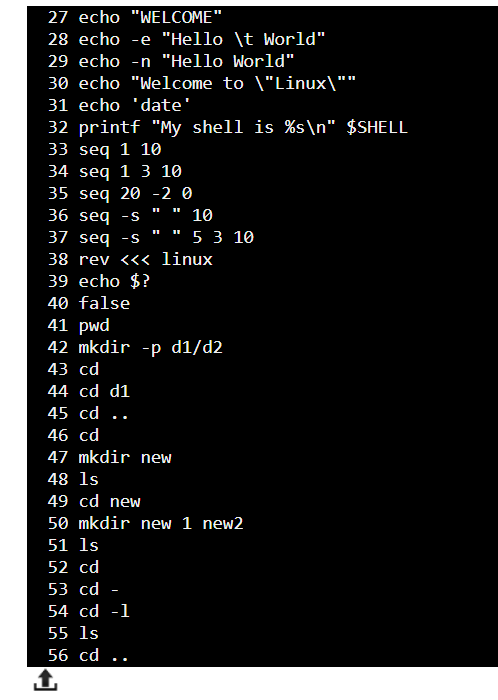 27 echo "WELCOME"
28 echo -e "Hello \t World"
29 echo -n "Hello World"
30 echo "Welcome to \"Linux\""
31 echo 'date'
32 printf "My shell is %s\n" $SHELL
33 seq 1 10
34 seq 1 3 10
35 seq 20 -2 0
36 seq -s " " 10
37 seq -s " " 5 3 10
38 rev <<< linux
39 echo $?
40 false
41 pwd
42 mkdir -p d1/d2
43 cd
44 cd d1
45 cd ..
46 cd
47 mkdir new
48 ls
49 cd new
50 mkdir new 1 new2
51 ls
52 cd
53 cd -
54 cd -l
55 ls
56 cd ..